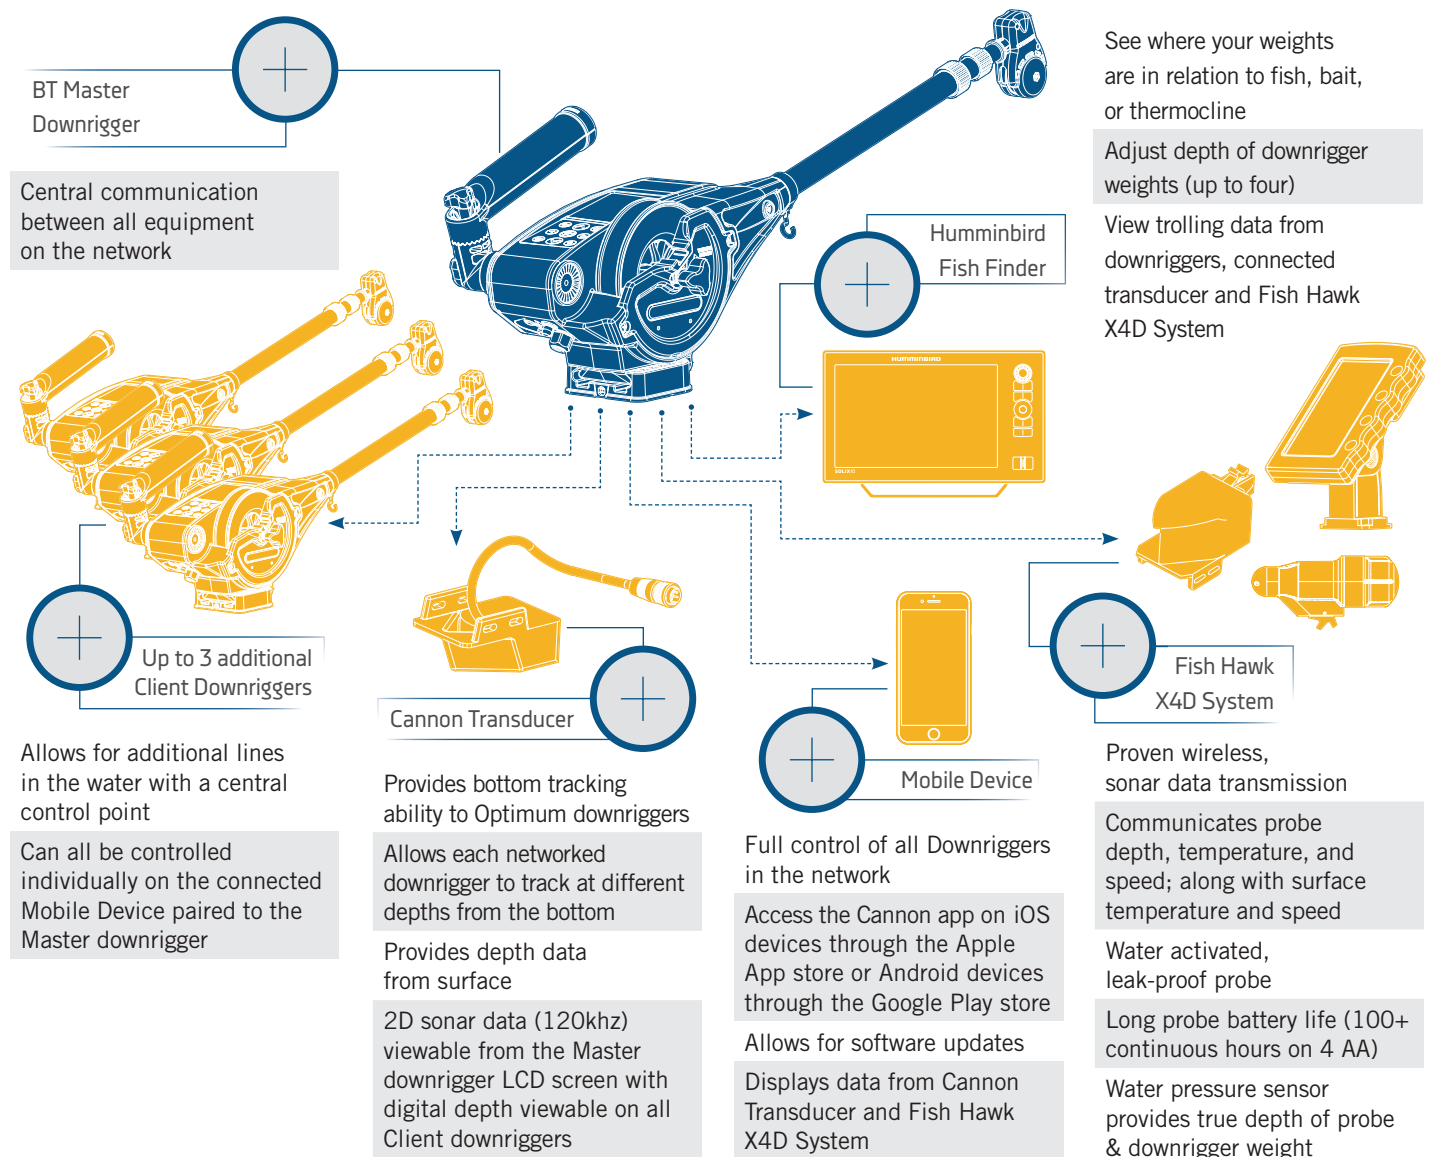 BT Master
Downrigger
Central communication
between all equipment
on the network
See where your weights
are in relation to fish, bait,
or thermocline
Adjust depth of downrigger
weights (up to four)
View trolling data from
downriggers, connected
transducer and Fish Hawk
X4D System
Humminbird
Fish Finder
HUMMINBIRD
SOLIX10
Up to 3 additional
Client Downriggers
Allows for additional lines
in the water with a central
control point
Can all be controlled
individually on the connected
Mobile Device paired to the
Master downrigger
Cannon Transducer
Provides bottom tracking
ability to Optimum downriggers
Allows each networked
downrigger to track at different
depths from the bottom
Provides depth data
from surface
2D sonar data (120khz)
viewable from the Master
downrigger LCD screen with
digital depth viewable on all
Client downriggers
Mobile Device
Full control of all Downriggers
in the network
Access the Cannon app on iOS
devices through the Apple
App store or Android devices
through the Google Play store
Allows for software updates
Displays data from Cannon
Transducer and Fish Hawk
X4D System
Fish Hawk
X4D System
Proven wireless,
sonar data transmission
Communicates probe
depth, temperature, and
speed; along with surface
temperature and speed
Water activated,
leak-proof probe
Long probe battery life (100+
continuous hours on 4 AA)
Water pressure sensor
provides true depth of probe
& downrigger weight